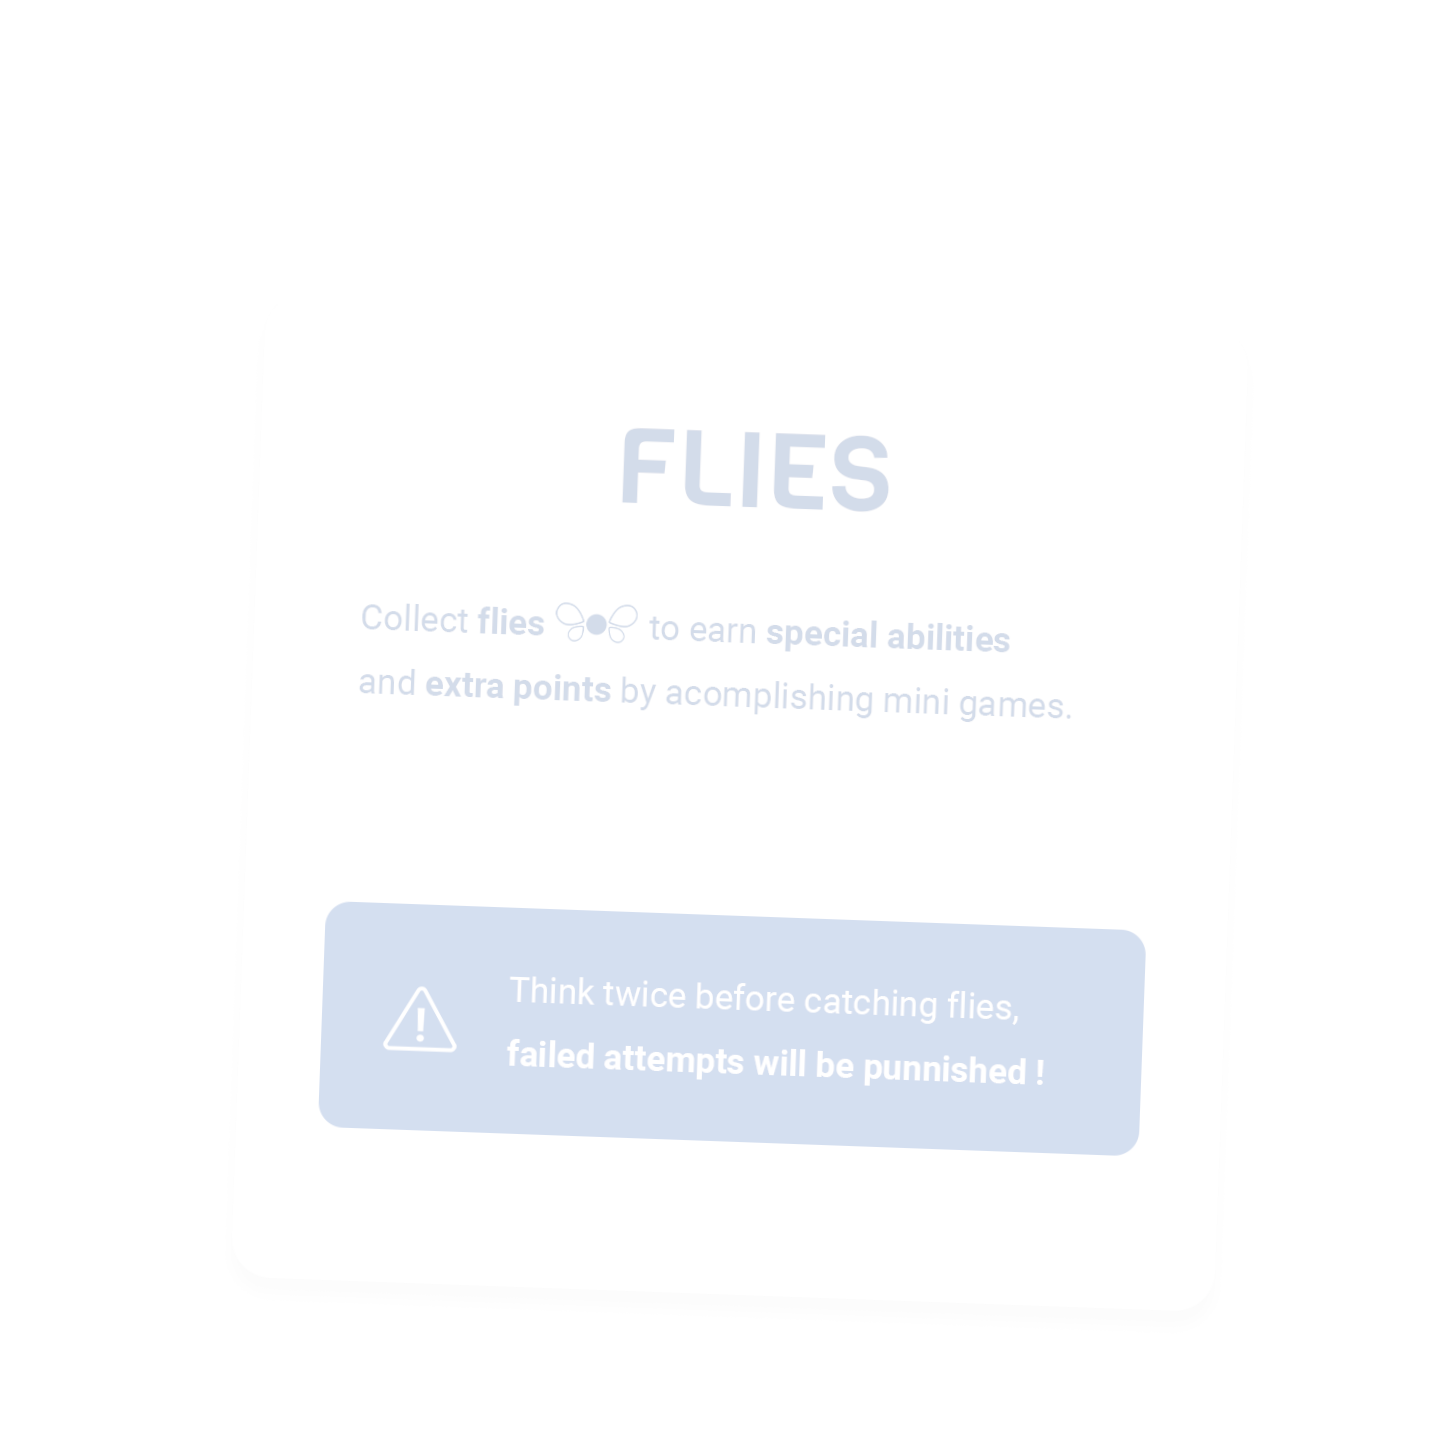 FLIES
Collect flies to earn special abilities
and extra points by acomplishing mini games.
Think twice before catching flies,
failed attempts will be punnished !